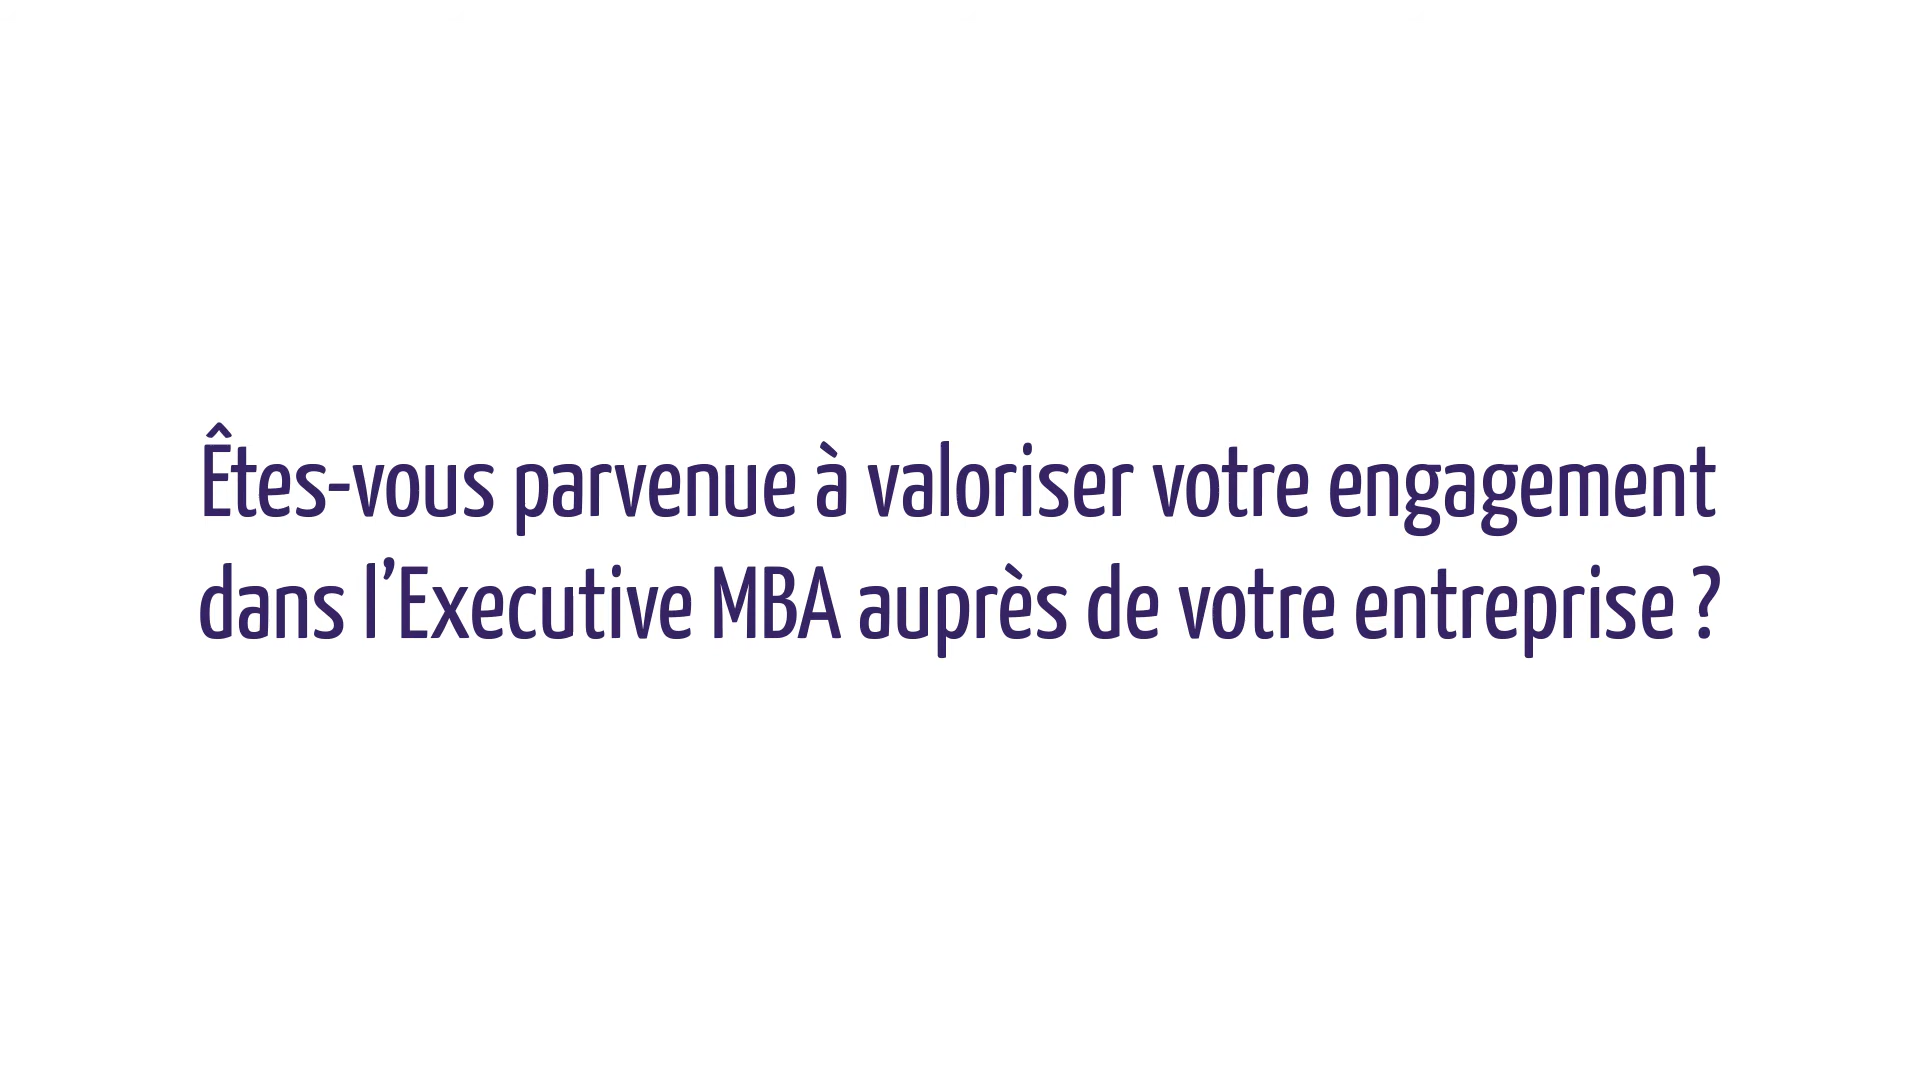 Êtes-vous parvenue à valoriser votre engagement
dans l’Executive MBA auprès de votre entreprise ?